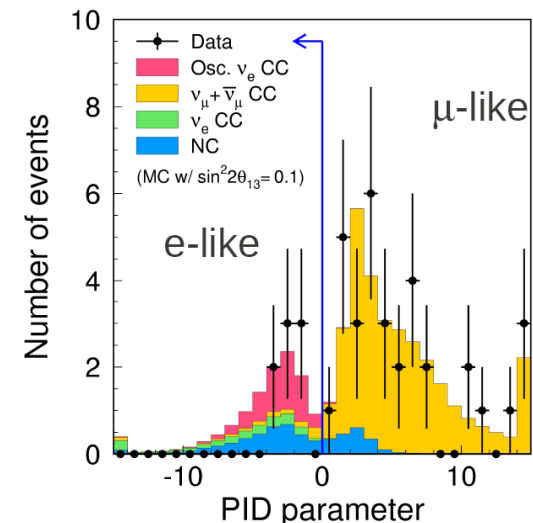 10
8
6
4
2
0
Number of events
Data
Osc. νe CC
νμ+ν̅μ CC
νe CC
NC
(MC w/ sin²2θ13= 0.1)
e-like
μ-like
-10 0 10
PID parameter